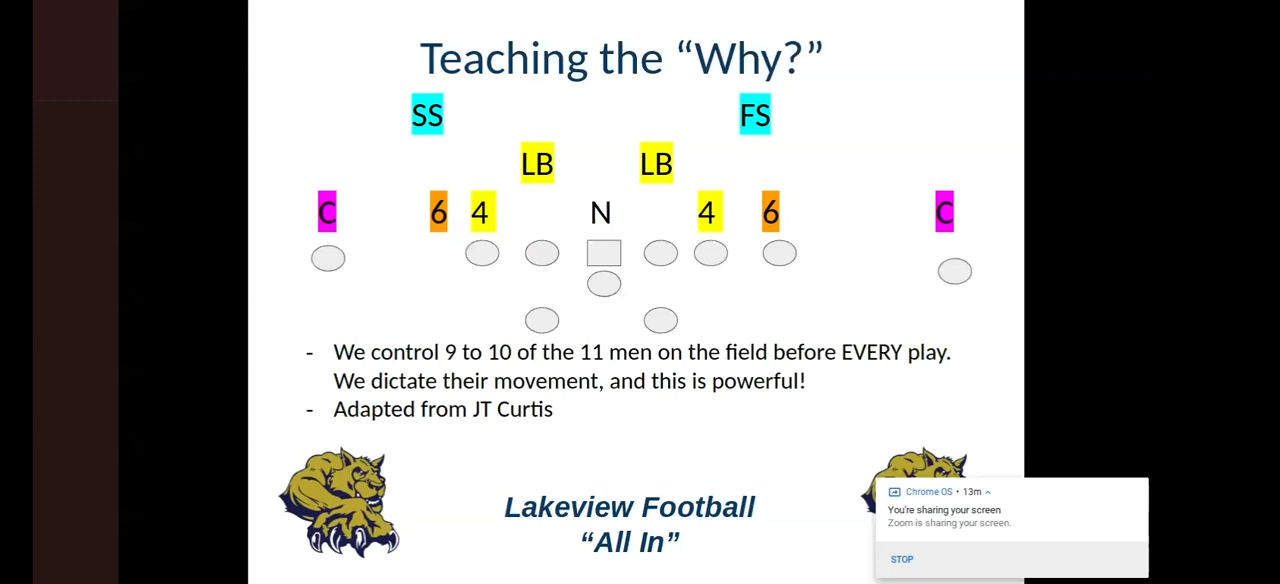 Teaching the “Why?”
SS FS
LB LB
C 6 4 N 4 6 C
- We control 9 to 10 of the 11 men on the field before EVERY play.
We dictate their movement, and this is powerful!
- Adapted from JT Curtis
Lakeview Football
“All In”
Chrome OS • 13m
You're sharing your screen
Zoom is sharing your screen.
STOP